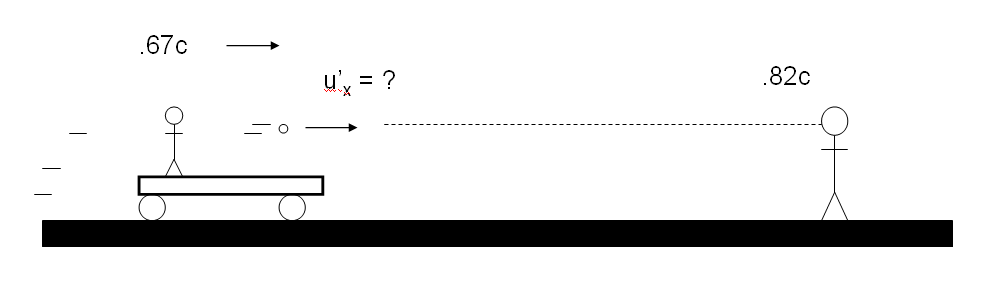 .67c
u'x = ?
.82c